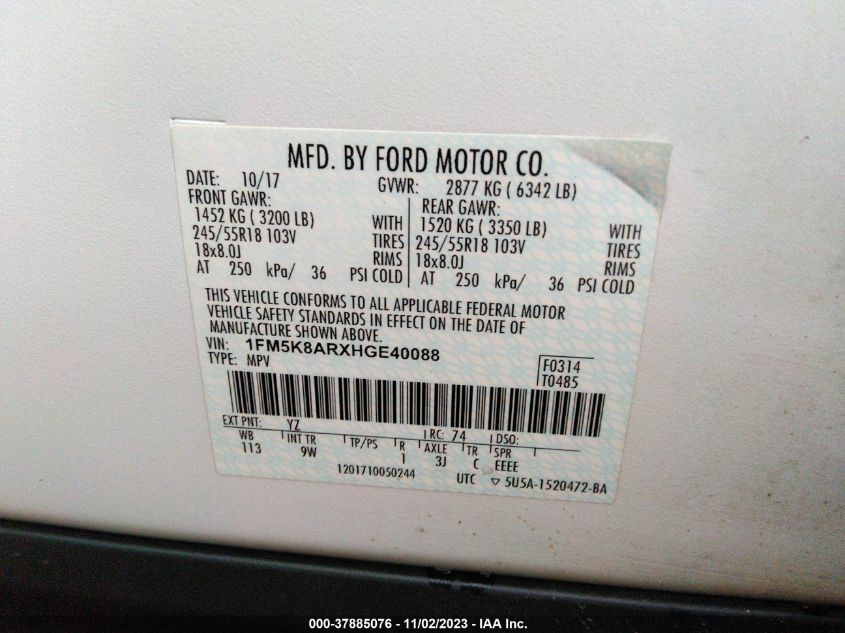 MFD. BY FORD MOTOR CO.
DATE: 10/17 GVWR: 2877 KG ( 6342 LB)
FRONT GAWR: REAR GAWR:
1452 KG ( 3200 LB) WITH 1520 KG ( 3350 LB) WITH
245/55R18 103V TIRES 245/55R18 103V TIRES
18x8.0J RIMS 18x8.0J RIMS
AT 250 kPa/ 36 PSI COLD AT 250 kPa/ 36 PSI COLD
THIS VEHICLE CONFORMS TO ALL APPLICABLE FEDERAL MOTOR
VEHICLE SAFETY STANDARDS IN EFFECT ON THE DATE OF
MANUFACTURE SHOWN ABOVE.
VIN: 1FM5K8ARXHGE40088
TYPE: MPV
F0314
T0485
EXT PNT: YZ RC: 74 DSO:
WB INT TR TP/PS R AXLE TR SPR
113 9W 1 3J C EEEE
1201710050244 UTC ▽ 5U5A-1520472-BA
000-37885076 - 11/02/2023 - IAA Inc.